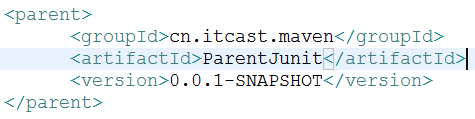 <parent>
<groupId>cn.itcast.maven</groupId>
<artifactId>ParentJunit</artifactId>
<version>0.0.1-SNAPSHOT</version>
</parent>